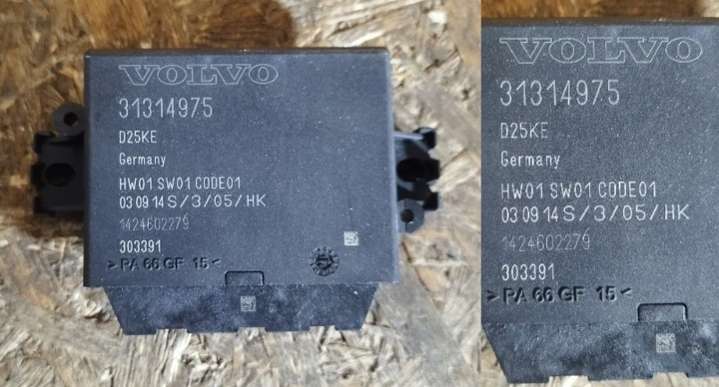 VOLVO
31314975
D25KE
Germany
HW01 SW01 CODE01
03 09 14 S/3/05/HK
1424602279
303391
>PA 66 GF 15<
VOLVO
31314975
D25KE
Germany
HW01 SW01 CODE01
03 09 14 S/3/05/HK
1424602279
303391
>PA 66 GF 15<